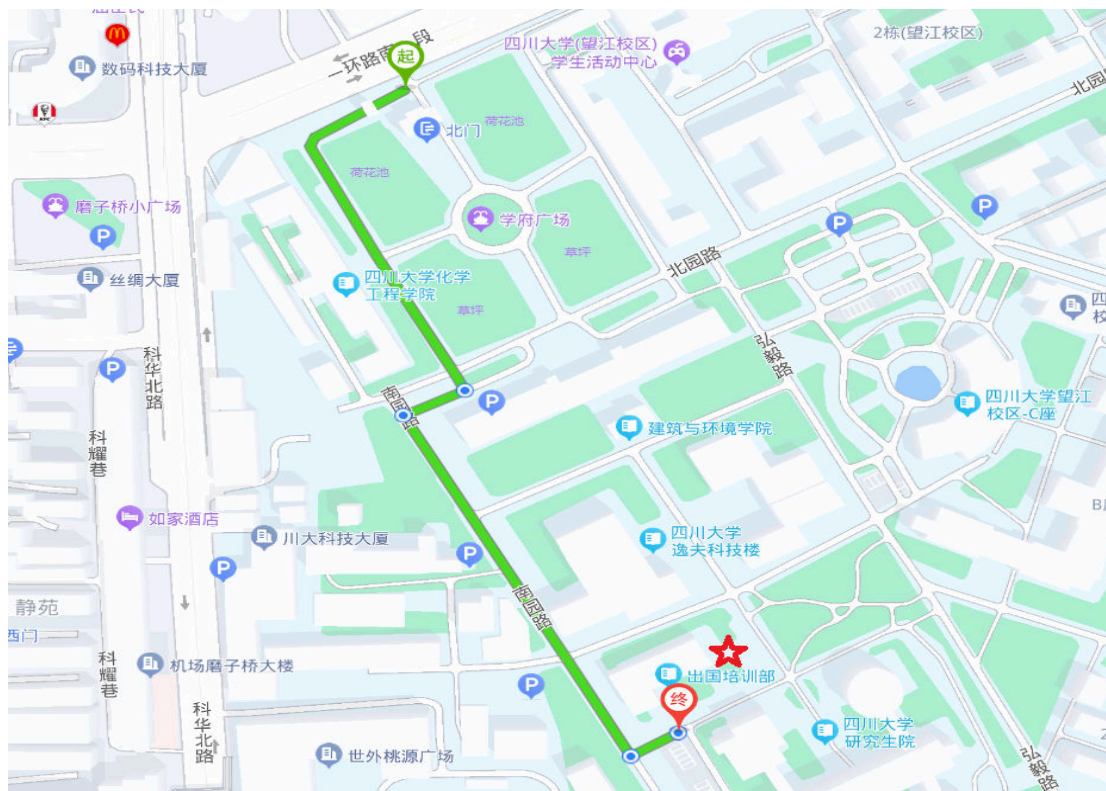 数码科技大厦
一环路南
段
起
四川大学(望江校区)
学生活动中心
2栋(望江校区)
北园路
荷花池
北门
荷花池
磨子桥小广场
P
学府广场
P
P
草坪
北园路
丝绸大厦
四川大学化学
工程学院
草坪
科华北路
P
南园路
P
弘毅路
四川大学望江
校区-C座
建筑与环境学院
科耀巷
如家酒店
川大科技大厦
四川大学
逸夫科技楼
P
P
静苑
西门
南园路
机场磨子桥大楼
科耀巷
P
出国培训部
终
科华北路
四川大学
研究生院
世外桃源广场
弘毅路